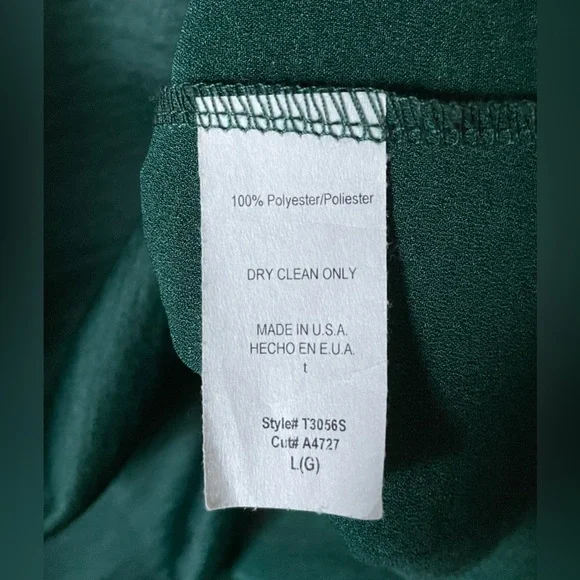 100% Polyester/Poliester
DRY CLEAN ONLY
MADE IN U.S.A.
HECHO EN E.U.A.
t
Style# T3056S
Cut# A4727
L(G)